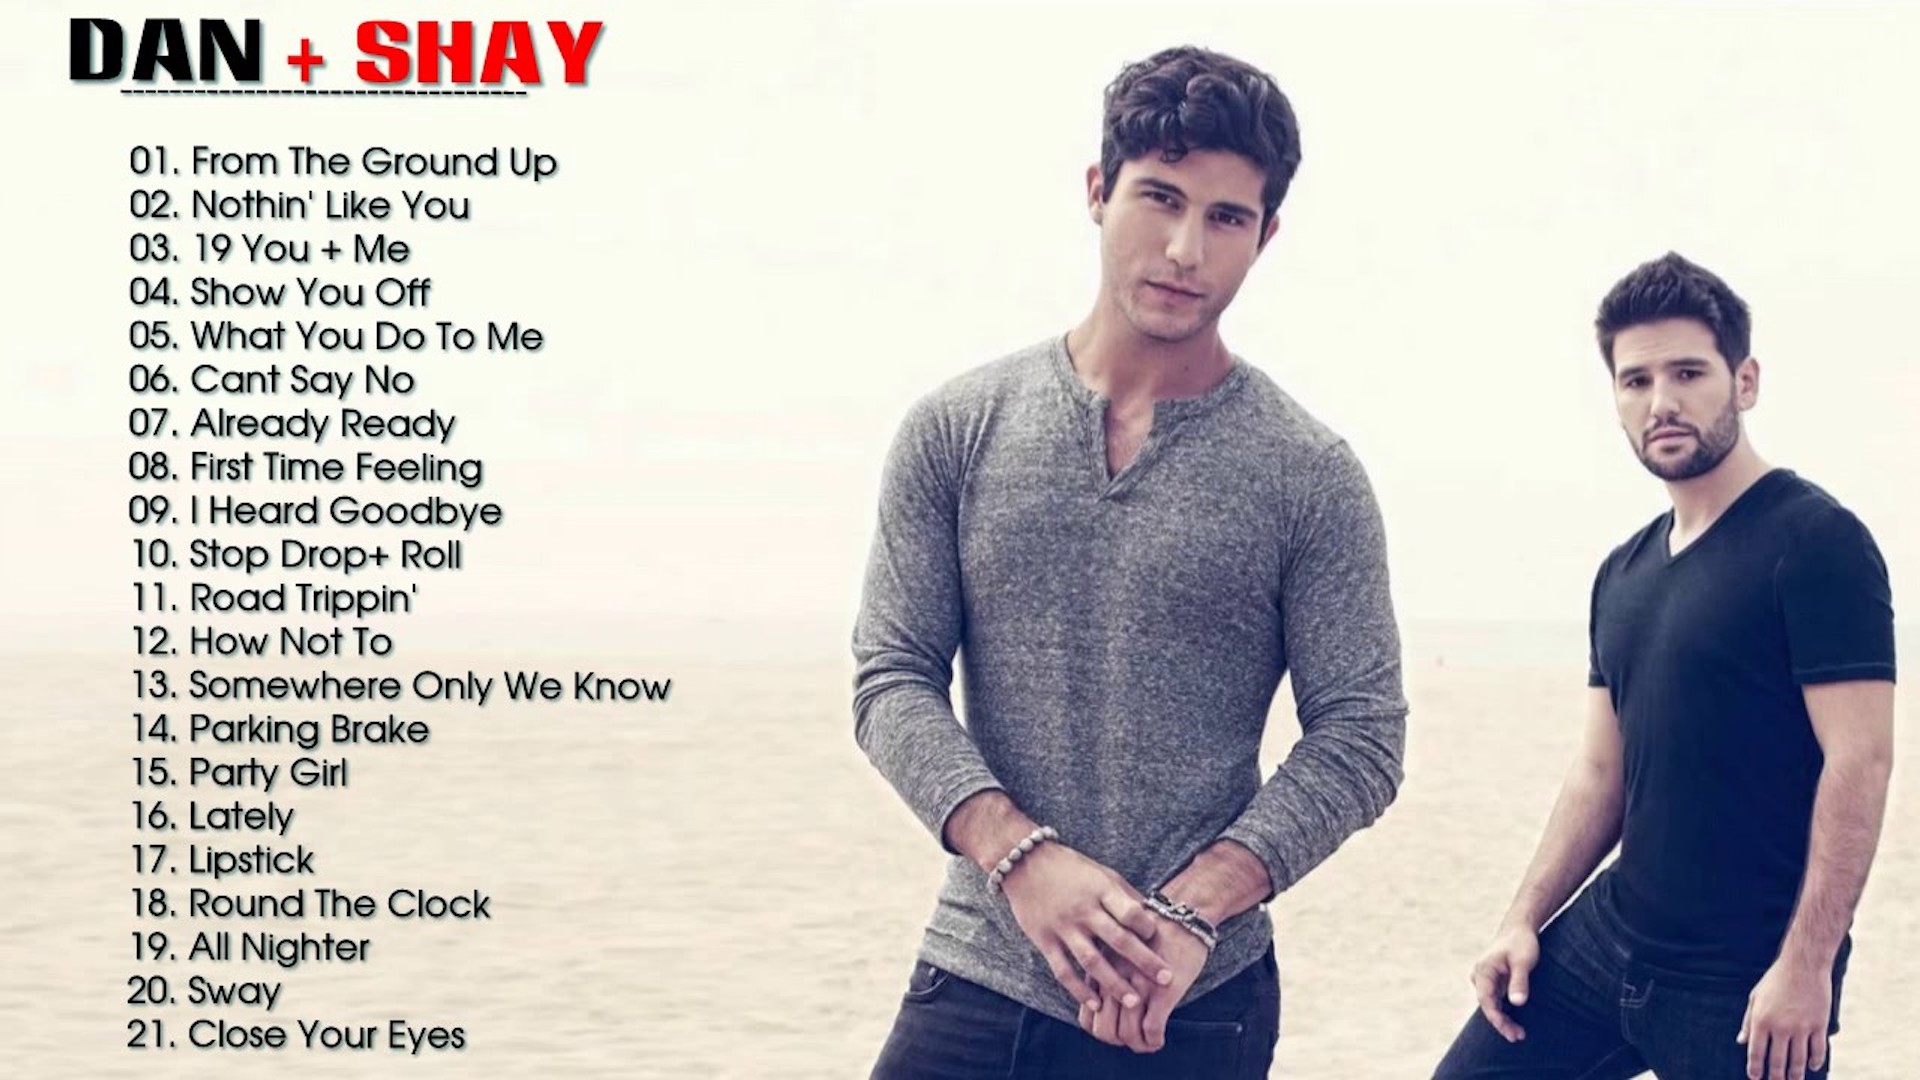 DAN + SHAY
01. From The Ground Up
02. Nothin' Like You
03. 19 You + Me
04. Show You Off
05. What You Do To Me
06. Cant Say No
07. Already Ready
08. First Time Feeling
09. I Heard Goodbye
10. Stop Drop+ Roll
11. Road Trippin'
12. How Not To
13. Somewhere Only We Know
14. Parking Brake
15. Party Girl
16. Lately
17. Lipstick
18. Round The Clock
19. All Nighter
20. Sway
21. Close Your Eyes